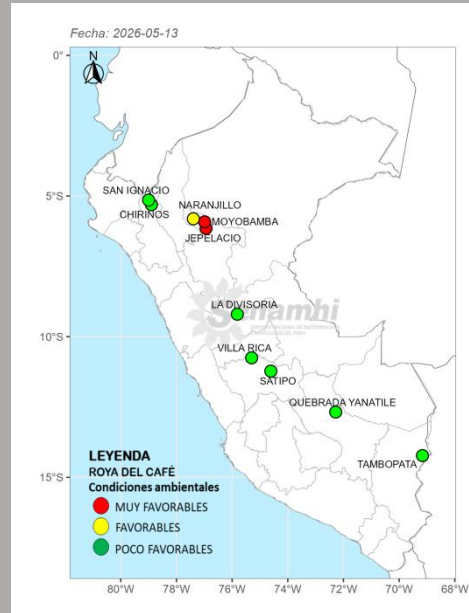 Fecha: 2026-05-13
N
0°
5°S
10°S
15°S
SAN IGNACIO
CHIRINOS
NARANJILLO
MOYOBAMBA
JEPELACIO
LA DIVISORIA
Senamhi
VILLA RICA
SATIPO
QUEBRADA YANATILE
TAMBOPATA
LEYENDA
ROYA DEL CAFÉ
Condiciones ambientales
MUY FAVORABLES
FAVORABLES
POCO FAVORABLES
80°W 78°W 76°W 74°W 72°W 70°W 68°W